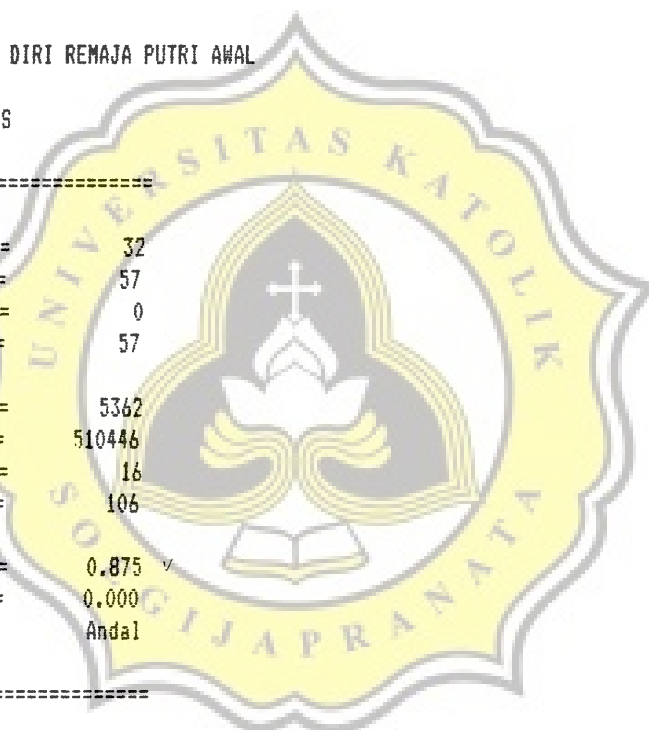 DIRI REMAJA PUTRI AWAL
S
==================
= 32
= 57
= 0
= 57
= 5362
= 510446
= 16
= 106
= 0.875 √
= 0.000
Andal
==================
UNIVERSITAS KATOLIK
SOEGIJAPRANATA